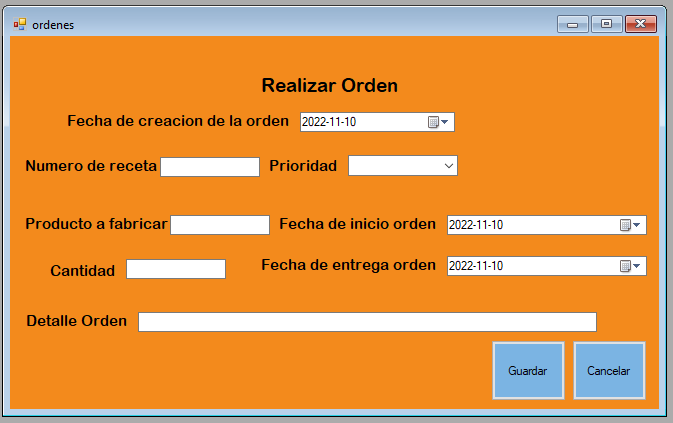 ordenes
Realizar Orden
Fecha de creacion de la orden 2022-11-10
Numero de receta Prioridad
Producto a fabricar Fecha de inicio orden 2022-11-10
Cantidad Fecha de entrega orden 2022-11-10
Detalle Orden
Guardar Cancelar